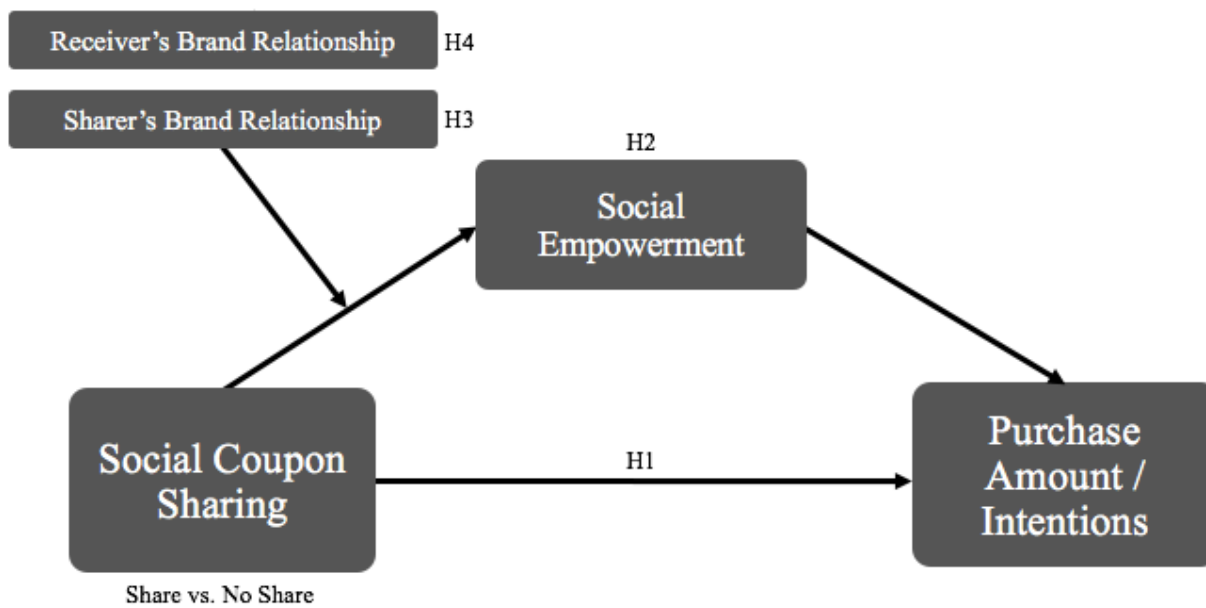 Receiver’s Brand Relationship
H4
Sharer’s Brand Relationship
H3
H2
Social
Empowerment
Social Coupon
Sharing
H1
Purchase
Amount /
Intentions
Share vs. No Share